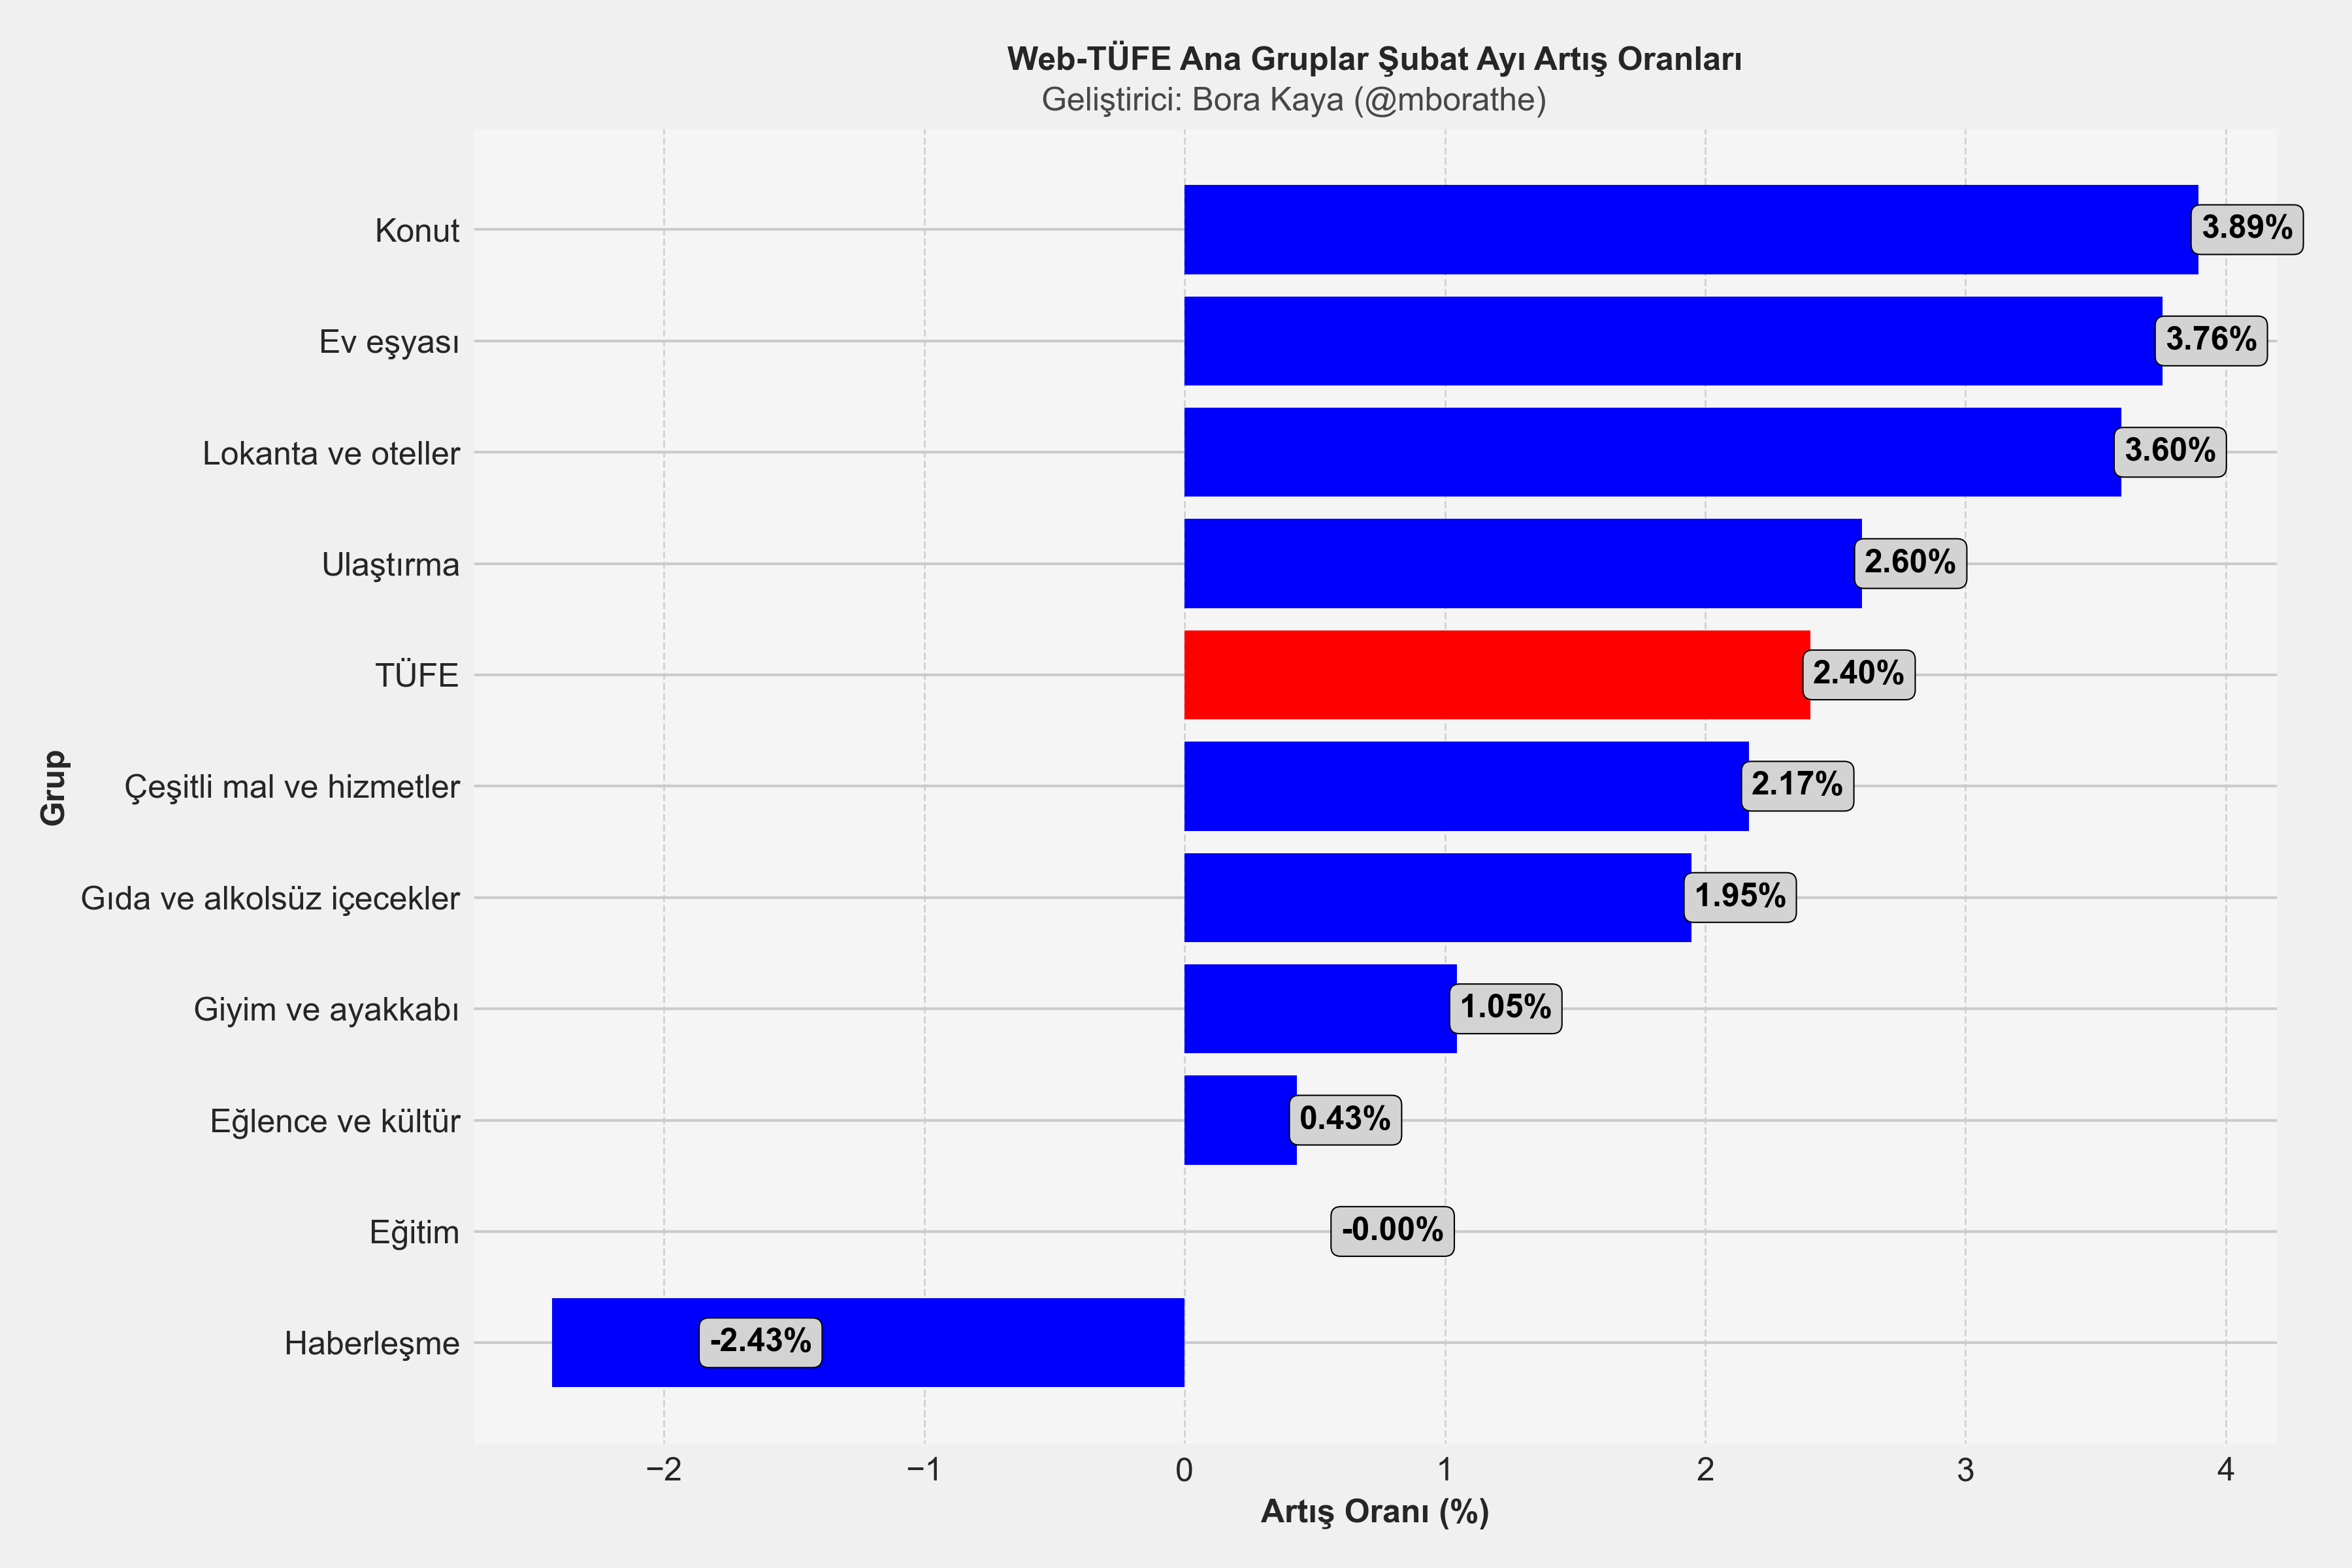 Web-TÜFE Ana Gruplar Şubat Ayı Artış Oranları
Geliştirici: Bora Kaya (@mborathe)
Grup
Konut 3.89%
Ev eşyası 3.76%
Lokanta ve oteller 3.60%
Ulaştırma 2.60%
TÜFE 2.40%
Çeşitli mal ve hizmetler 2.17%
Gıda ve alkolsüz içecekler 1.95%
Giyim ve ayakkabı 1.05%
Eğlence ve kültür 0.43%
Eğitim -0.00%
Haberleşme -2.43%
−2 −1 0 1 2 3 4
Artış Oranı (%)